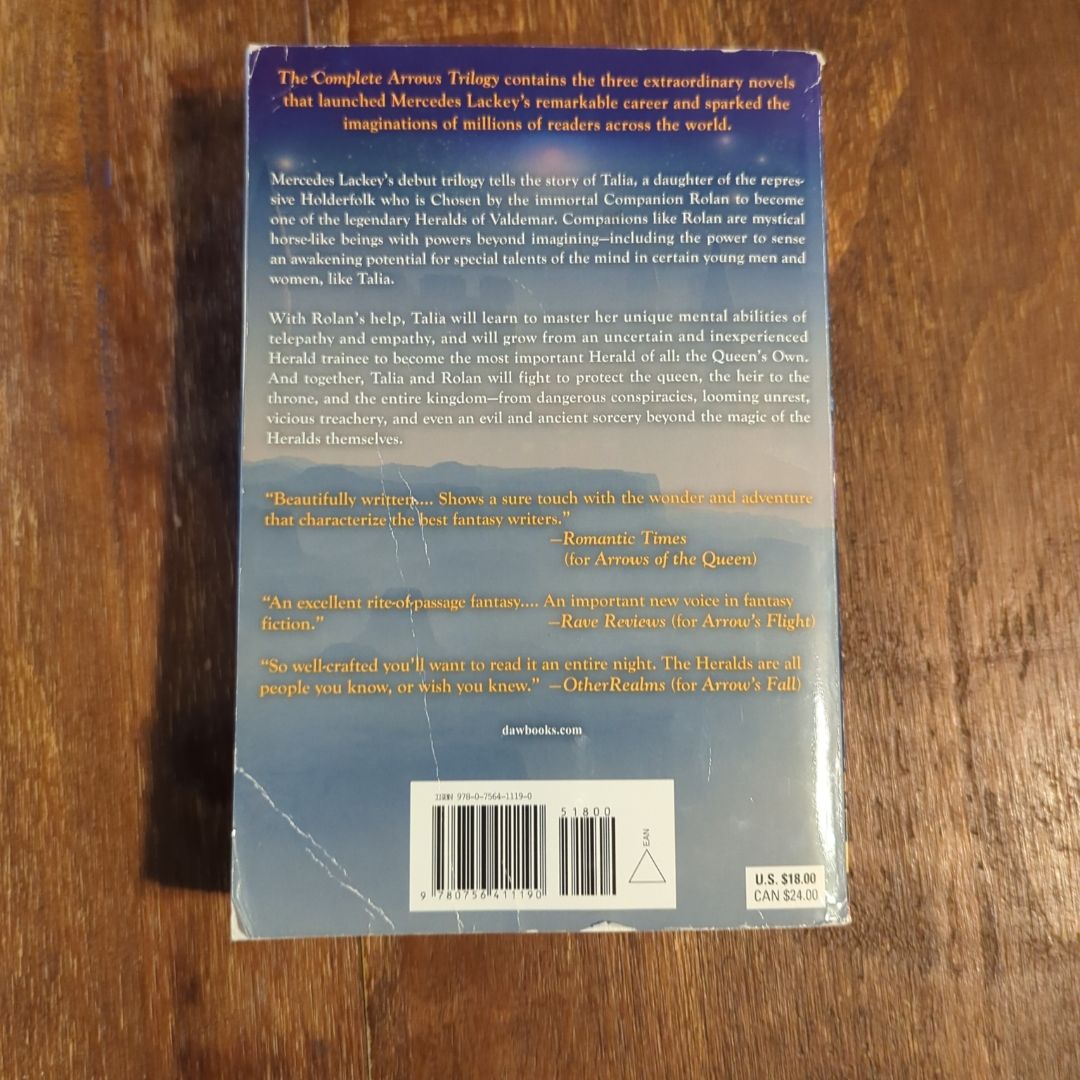 The Complete Arrows Trilogy contains the three extraordinary novels
that launched Mercedes Lackey's remarkable career and sparked the
imaginations of millions of readers across the world.
Mercedes Lackey's debut trilogy tells the story of Talia, a daughter of the repres-
sive Holderfolk who is Chosen by the immortal Companion Rolan to become
one of the legendary Heralds of Valdemar. Companions like Rolan are mystical
horse-like beings with powers beyond imagining—including the power to sense
an awakening potential for special talents of the mind in certain young men and
women, like Talia.
With Rolan's help, Talia will learn to master her unique mental abilities of
telepathy and empathy, and will grow from an uncertain and inexperienced
Herald trainee to become the most important Herald of all: the Queen's Own.
And together, Talia and Rolan will fight to protect the queen, the heir to the
throne, and the entire kingdom—from dangerous conspiracies, looming unrest,
vicious treachery, and even an evil and ancient sorcery beyond the magic of the
Heralds themselves.
"Beautifully written.... Shows a sure touch with the wonder and adventure
that characterize the best fantasy writers."
—Romantic Times
(for Arrows of the Queen)
"An excellent rite-of-passage fantasy.... An important new voice in fantasy
fiction." —Rave Reviews (for Arrow's Flight)
"So well-crafted you'll want to read it an entire night. The Heralds are all
people you know, or wish you knew." —OtherRealms (for Arrow's Fall)
dawbooks.com
ISBN 978-0-7564-1119-0
51800
EAN
9 780756 411190
U.S. $18.00
CAN $24.00